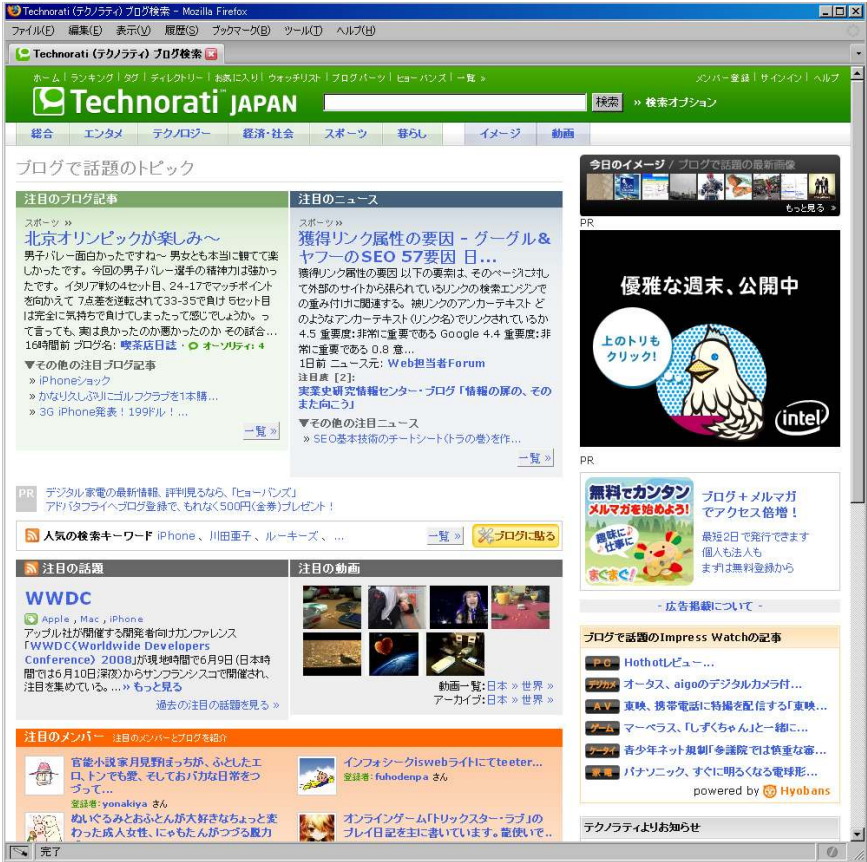 Technorati (テクノラティ) ブログ検索 - Mozilla Firefox
ファイル(F) 編集(E) 表示(V) 履歴(S) ブックマーク(B) ツール(T) ヘルプ(H)
Technorati (テクノラティ) ブログ検索
ホーム | ランキング | タグ | ディレクトリー | お気に入り | ウォッチリスト | ブログパーツ | ヒョーバンズ | 一覧 »
メンバー登録 | サインイン | ヘルプ
Technorati JAPAN
検索
» 検索オプション
総合 エンタメ テクノロジー 経済・社会 スポーツ 暮らし イメージ 動画
ブログで話題のトピック
注目のブログ記事
スポーツ »
北京オリンピックが楽しみ～
男子バレー面白かったですね～ 男女とも本当に観てて楽
しかったです。今回の男子バレー選手の精神力は強かっ
たです。イタリア戦の4セット目、24-17でマッチポイント
を向かえて 7点差を逆転されて33-35で負け 5セット目
は完全に気持ちで負けてしまったって感じでしょうか。っ
て言っても、実は良かったのか悪かったのか その試合...
16時間前 ブログ名: 喫茶店日誌 ・ オーソリティ: 4
▼その他の注目ブログ記事
» iPhoneショック
» かなり久しぶりにゴルフクラブを1本購...
» 3G iPhone発表！199ドル！...
一覧 »
注目のニュース
スポーツ »
獲得リンク属性の要因 - グーグル&
ヤフーのSEO 57要因 日...
獲得リンク属性の要因 以下の要素は、そのページに対し
て外部のサイトから張られているリンクの検索エンジンで
の重み付けに関連する。被リンクのアンカーテキスト ど
のようなアンカーテキスト（リンク名）でリンクされているか
4.5 重要度:非常に重要である Google 4.4 重要度:非
常に重要である 0.8 意...
1日前 ニュース元: Web担当者Forum
注目度 [2]:
実業史研究情報センター・ブログ「情報の扉の、その
また向こう」
▼その他の注目ニュース
» SEO基本技術のチートシート(トラの巻)を作...
一覧 »
PR デジタル家電の最新情報、評判見るなら、「ヒョーバンズ」
アドバタフライへブログ登録で、もれなく500円(金券)プレゼント！
人気の検索キーワード iPhone 、 川田亜子 、 ルーキーズ 、 ...
一覧 »
ブログに貼る
注目の話題
WWDC
Apple , Mac , iPhone
アップル社が開催する開発者向けカンファレンス
「WWDC(Worldwide Developers
Conference) 2008」が現地時間で6月9日(日本時
間では6月10日深夜)からサンフランシスコで開催され、
注目を集めている。...» もっと見る
過去の注目の話題を見る »
注目の動画
動画一覧:日本 » 世界 »
アーカイブ:日本 » 世界 »
注目のメンバー 注目のメンバーとブログを紹介
官能小説家月見野ぽっちが、ふとしたエ
ロ、トンでも愛、そしておバカな日常をつ
づって...
登録者: yonakiya さん
ぬいぐるみとおふとんが大好きなちょっと変
わった成人女性、にゃもたんがつづる脱力
インフォシークiswebライトにてteeter...
登録者: fuhodenpa さん
オンラインゲーム「トリックスター・ラブ」の
プレイ日記を主に書いています。龍使いで..
今日のイメージ / ブログで話題の最新画像
もっと見る »
PR
優雅な週末、公開中
上のトリも
クリック！
intel
PR
無料でカンタン
メルマガを始めよう！
趣味に
仕事に
まぐまぐ！
ブログ＋メルマガ
でアクセス倍増！
最短2日で発行できます
個人も法人も
まずは無料登録から
- 広告掲載について -
ブログで話題のImpress Watchの記事
PC Hothotレビュー...
デジカメ オータス、aigoのデジタルカメラ付...
AV 東映、携帯電話に特撮を配信する「東映...
ゲーム マーベラス、「しずくちゃん」と一緒に...
ケータイ 青少年ネット規制「参議院では慎重な審...
家電 パナソニック、すぐに明るくなる電球形...
powered by Hyobans
テクノラティよりお知らせ
完了